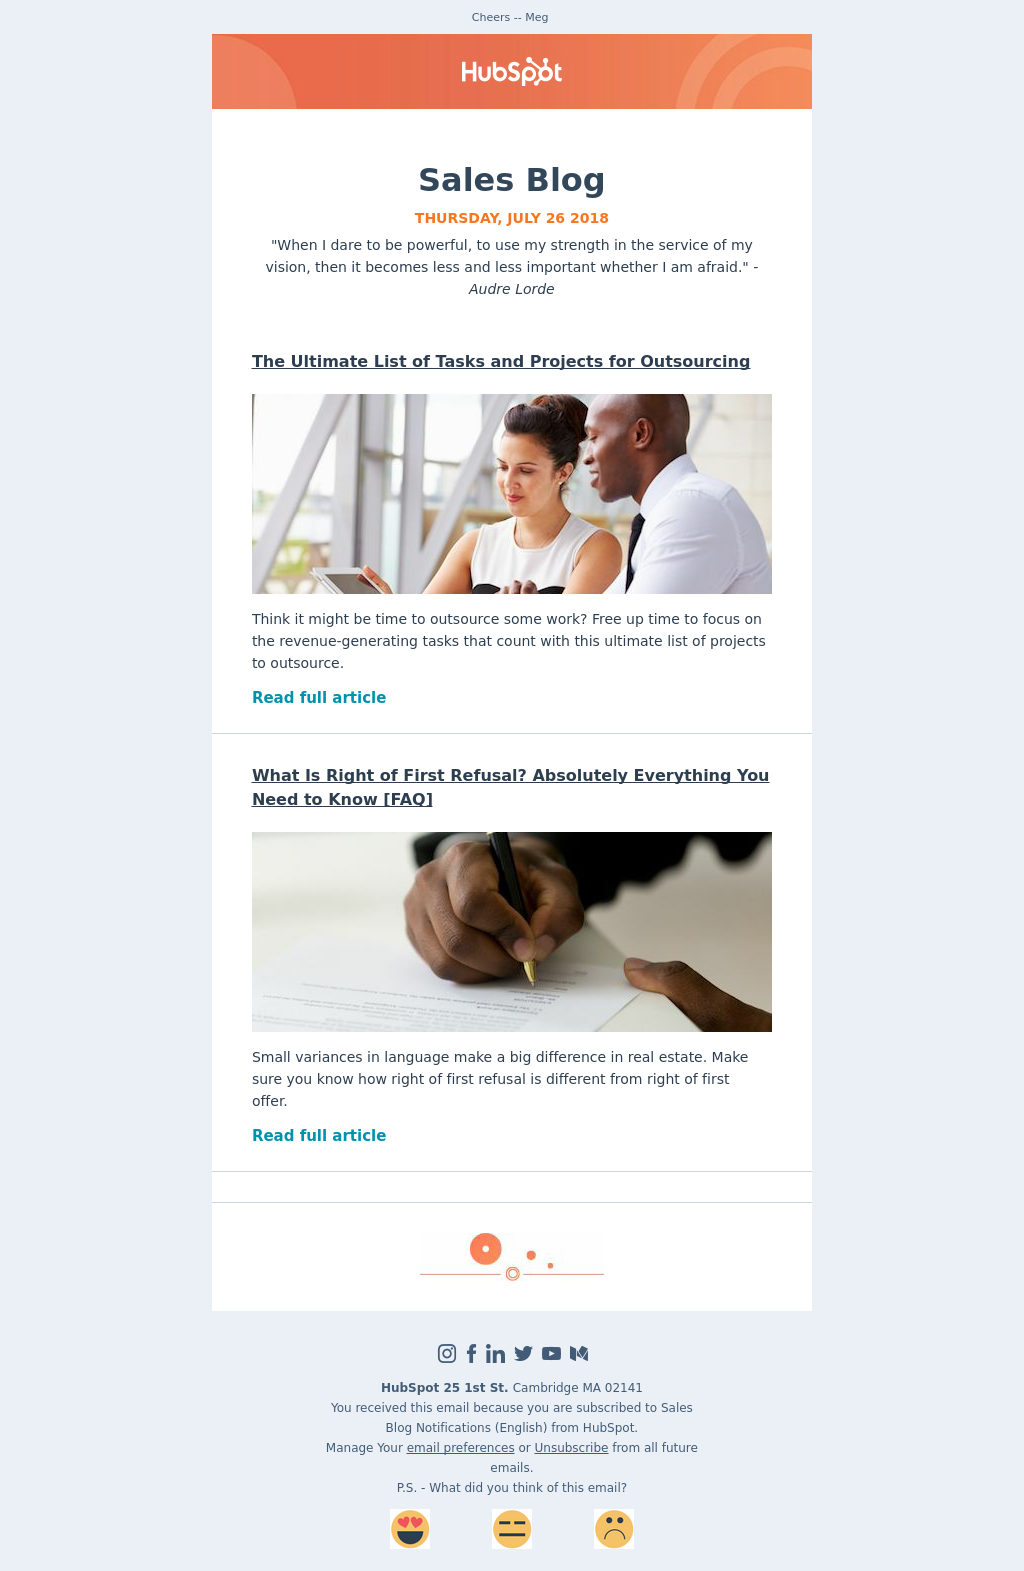 Cheers -- Meg
HubSpot
Sales Blog
THURSDAY, JULY 26 2018
"When I dare to be powerful, to use my strength in the service of my
vision, then it becomes less and less important whether I am afraid." -
Audre Lorde
The Ultimate List of Tasks and Projects for Outsourcing
Think it might be time to outsource some work? Free up time to focus on
the revenue-generating tasks that count with this ultimate list of projects
to outsource.
Read full article
What Is Right of First Refusal? Absolutely Everything You
Need to Know [FAQ]
Small variances in language make a big difference in real estate. Make
sure you know how right of first refusal is different from right of first
offer.
Read full article
HubSpot 25 1st St. Cambridge MA 02141
You received this email because you are subscribed to Sales
Blog Notifications (English) from HubSpot.
Manage Your email preferences or Unsubscribe from all future
emails.
P.S. - What did you think of this email?